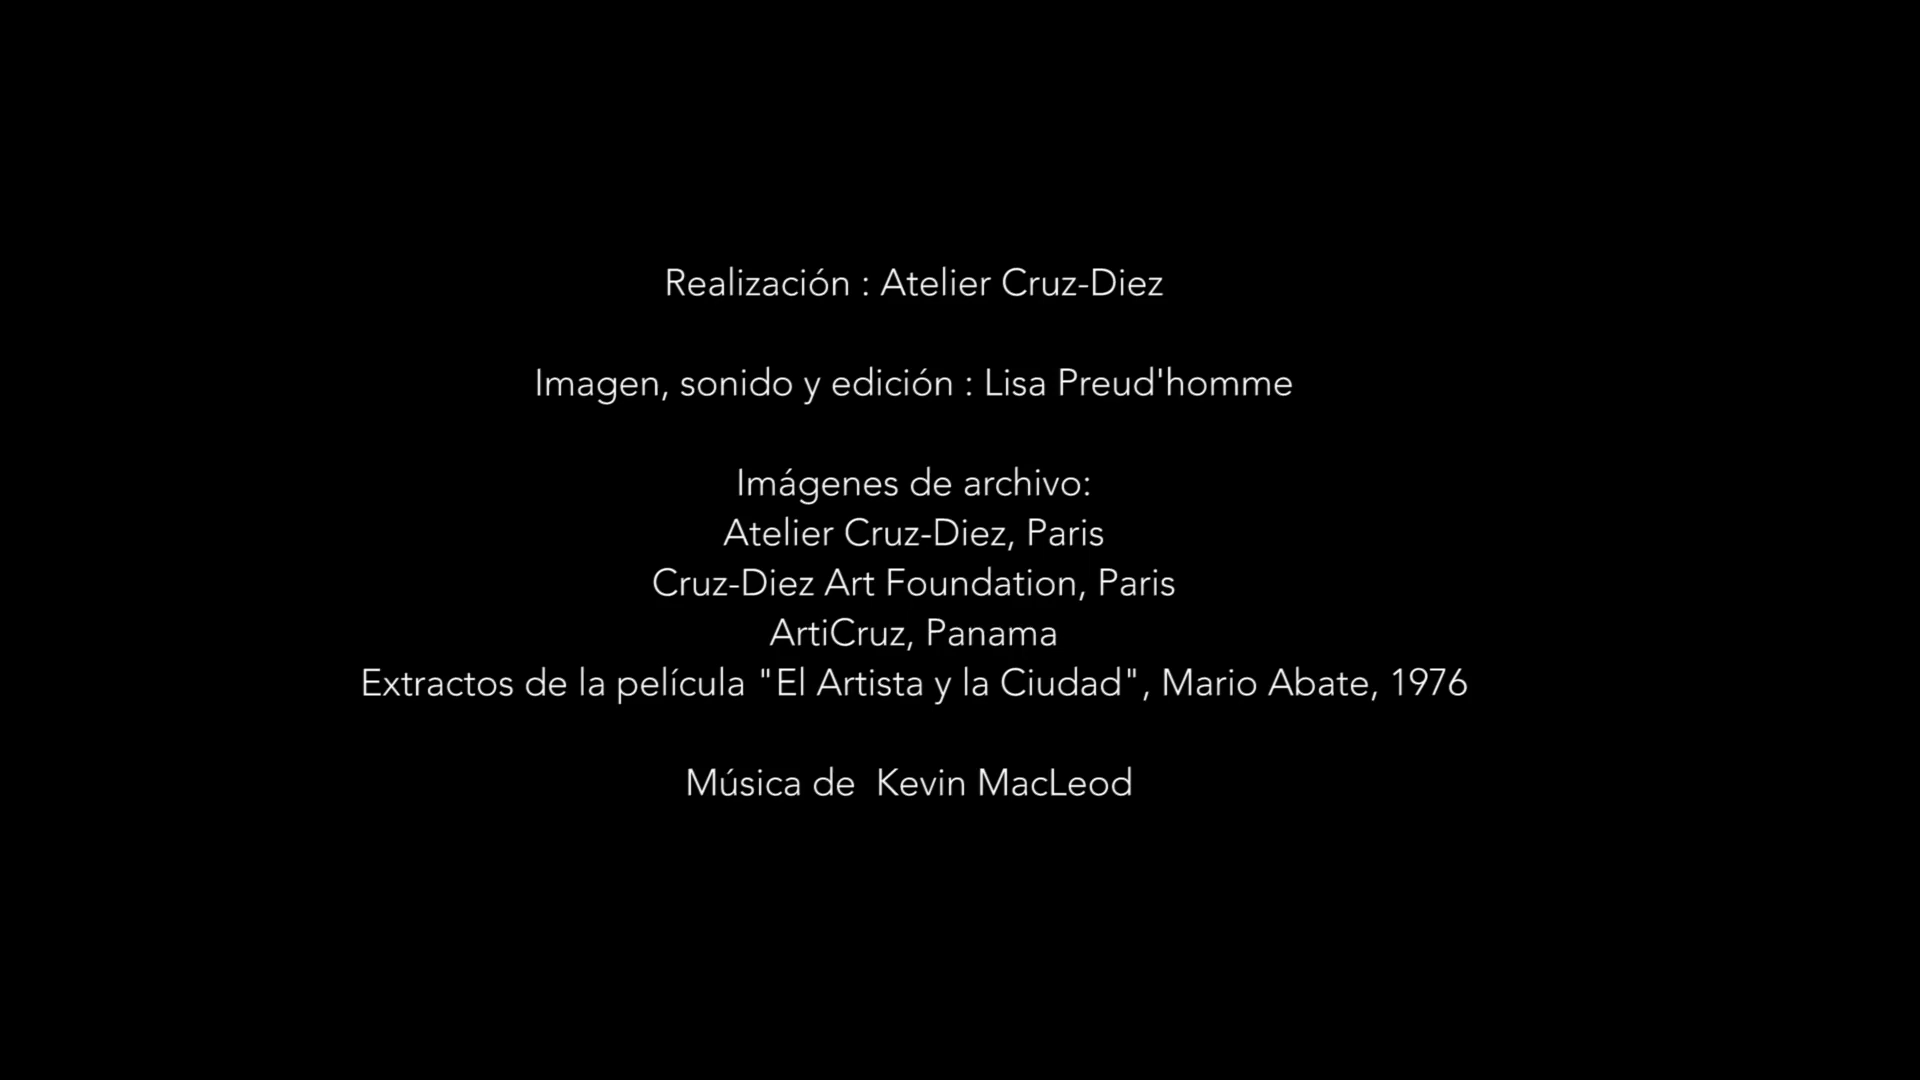 Realización : Atelier Cruz-Diez
Imagen, sonido y edición : Lisa Preud'homme
Imágenes de archivo:
Atelier Cruz-Diez, Paris
Cruz-Diez Art Foundation, Paris
ArtiCruz, Panama
Extractos de la película "El Artista y la Ciudad", Mario Abate, 1976
Música de  Kevin MacLeod